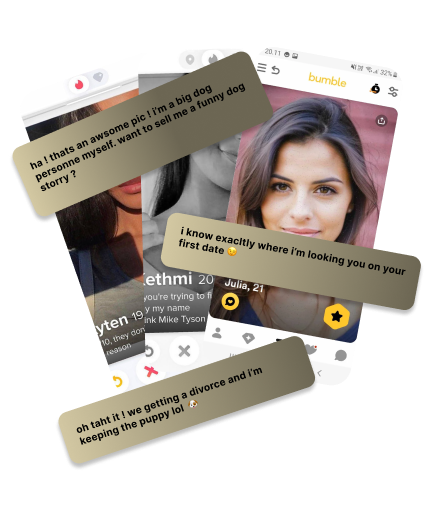 20.11
32%
bumble
ha ! thats an awsome pic ! i'm a big dog
personne myself. want to sell me a funny dog
storry ?
i know exacltly where i'm looking you on your
first date 😏
Julia, 21
kethmi 20
you're trying to f
y my name
ink Mike Tyson
yten 19
10, they don
reason
oh taht it ! we getting a divorce and i'm
keeping the puppy lol 🐶